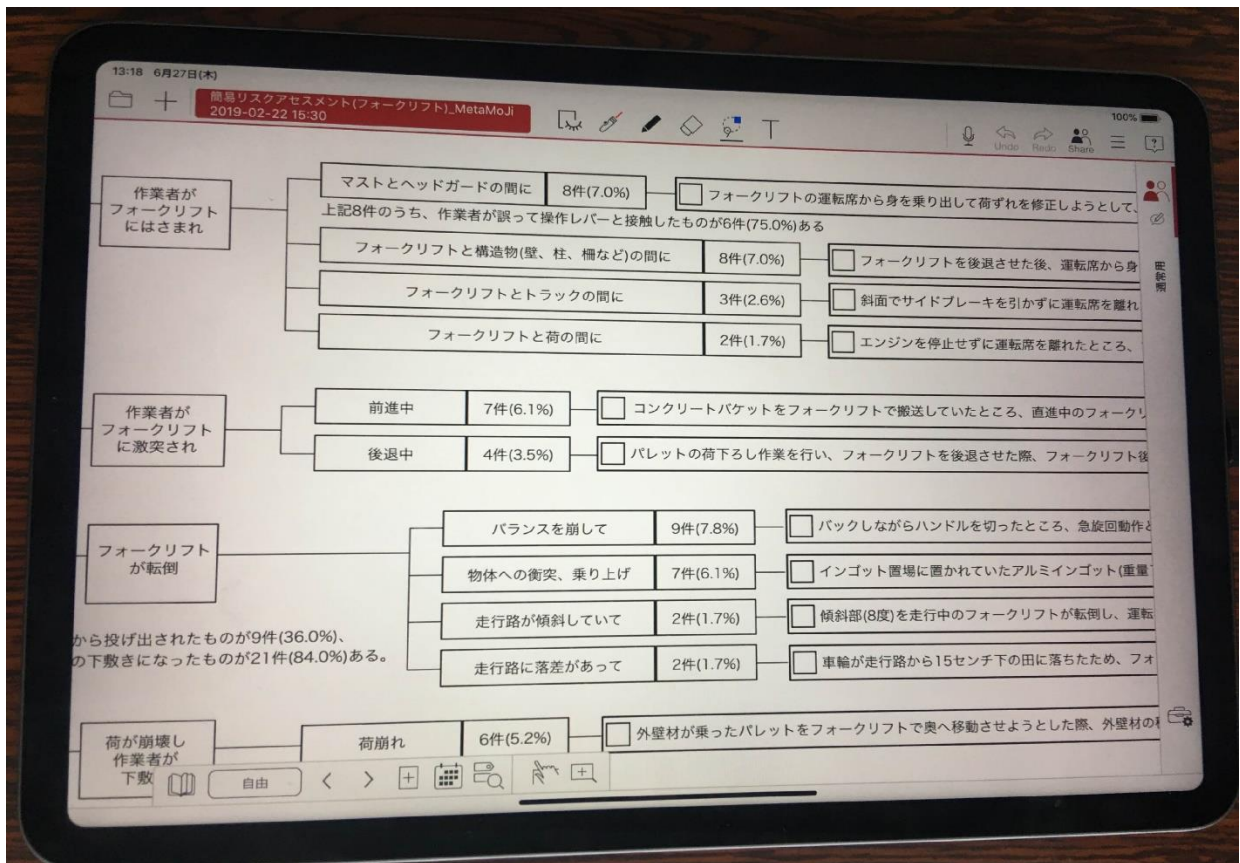 13:18 6月27日(木)
100%
簡易リスクアセスメント(フォークリフト)_MetaMoJi
2019-02-22 15:30
T
Undo
Redo
Share
?
通常用
作業者が
フォークリフト
にはさまれ
マストとヘッドガードの間に 8件(7.0%) フォークリフトの運転席から身を乗り出して荷ずれを修正しようとして、
上記8件のうち、作業者が誤って操作レバーと接触したものが6件(75.0%)ある
フォークリフトと構造物(壁、柱、柵など)の間に 8件(7.0%) フォークリフトを後退させた後、運転席から身
フォークリフトとトラックの間に 3件(2.6%) 斜面でサイドブレーキを引かずに運転席を離れ
フォークリフトと荷の間に 2件(1.7%) エンジンを停止せずに運転席を離れたところ、
作業者が
フォークリフト
に激突され
前進中 7件(6.1%) コンクリートバケットをフォークリフトで搬送していたところ、直進中のフォークリ
後退中 4件(3.5%) パレットの荷下ろし作業を行い、フォークリフトを後退させた際、フォークリフト後
フォークリフト
が転倒
バランスを崩して 9件(7.8%) バックしながらハンドルを切ったところ、急旋回動作と
物体への衝突、乗り上げ 7件(6.1%) インゴット置場に置かれていたアルミインゴット(重量
走行路が傾斜していて 2件(1.7%) 傾斜部(8度)を走行中のフォークリフトが転倒し、運転
走行路に落差があって 2件(1.7%) 車輪が走行路から15センチ下の田に落ちたため、フォ
から投げ出されたものが9件(36.0%)、
の下敷きになったものが21件(84.0%)ある。
荷が崩壊し
作業者が
下敷
荷崩れ 6件(5.2%) 外壁材が乗ったパレットをフォークリフトで奥へ移動させようとした際、外壁材の
自由